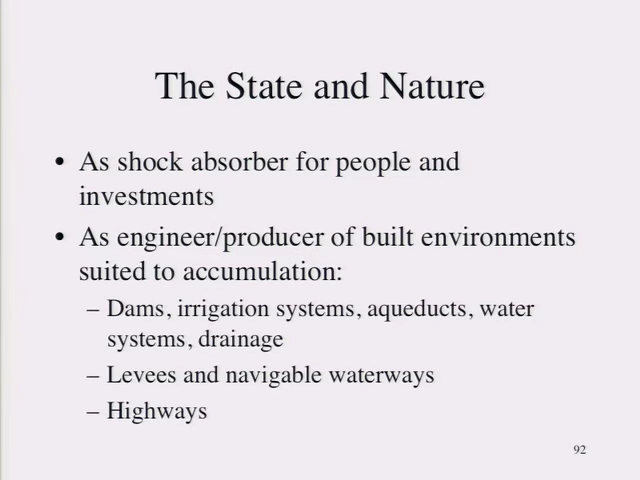 The State and Nature
• As shock absorber for people and
investments
• As engineer/producer of built environments
suited to accumulation:
– Dams, irrigation systems, aqueducts, water
systems, drainage
– Levees and navigable waterways
– Highways
92